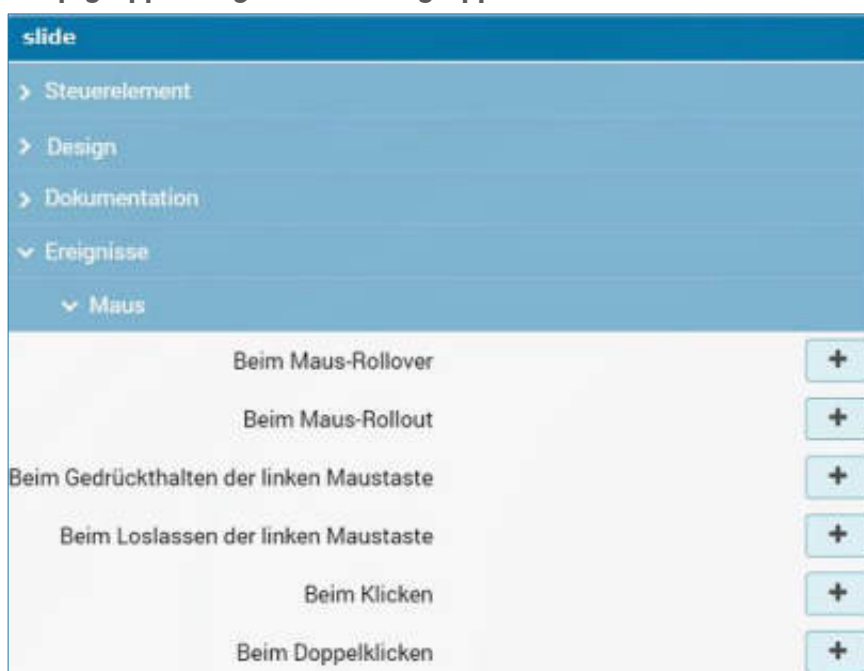 slide
Steuerelement
Design
Dokumentation
Ereignisse
Maus
Beim Maus-Rollover
Beim Maus-Rollout
Beim Gedrückthalten der linken Maustaste
Beim Loslassen der linken Maustaste
Beim Klicken
Beim Doppelklicken